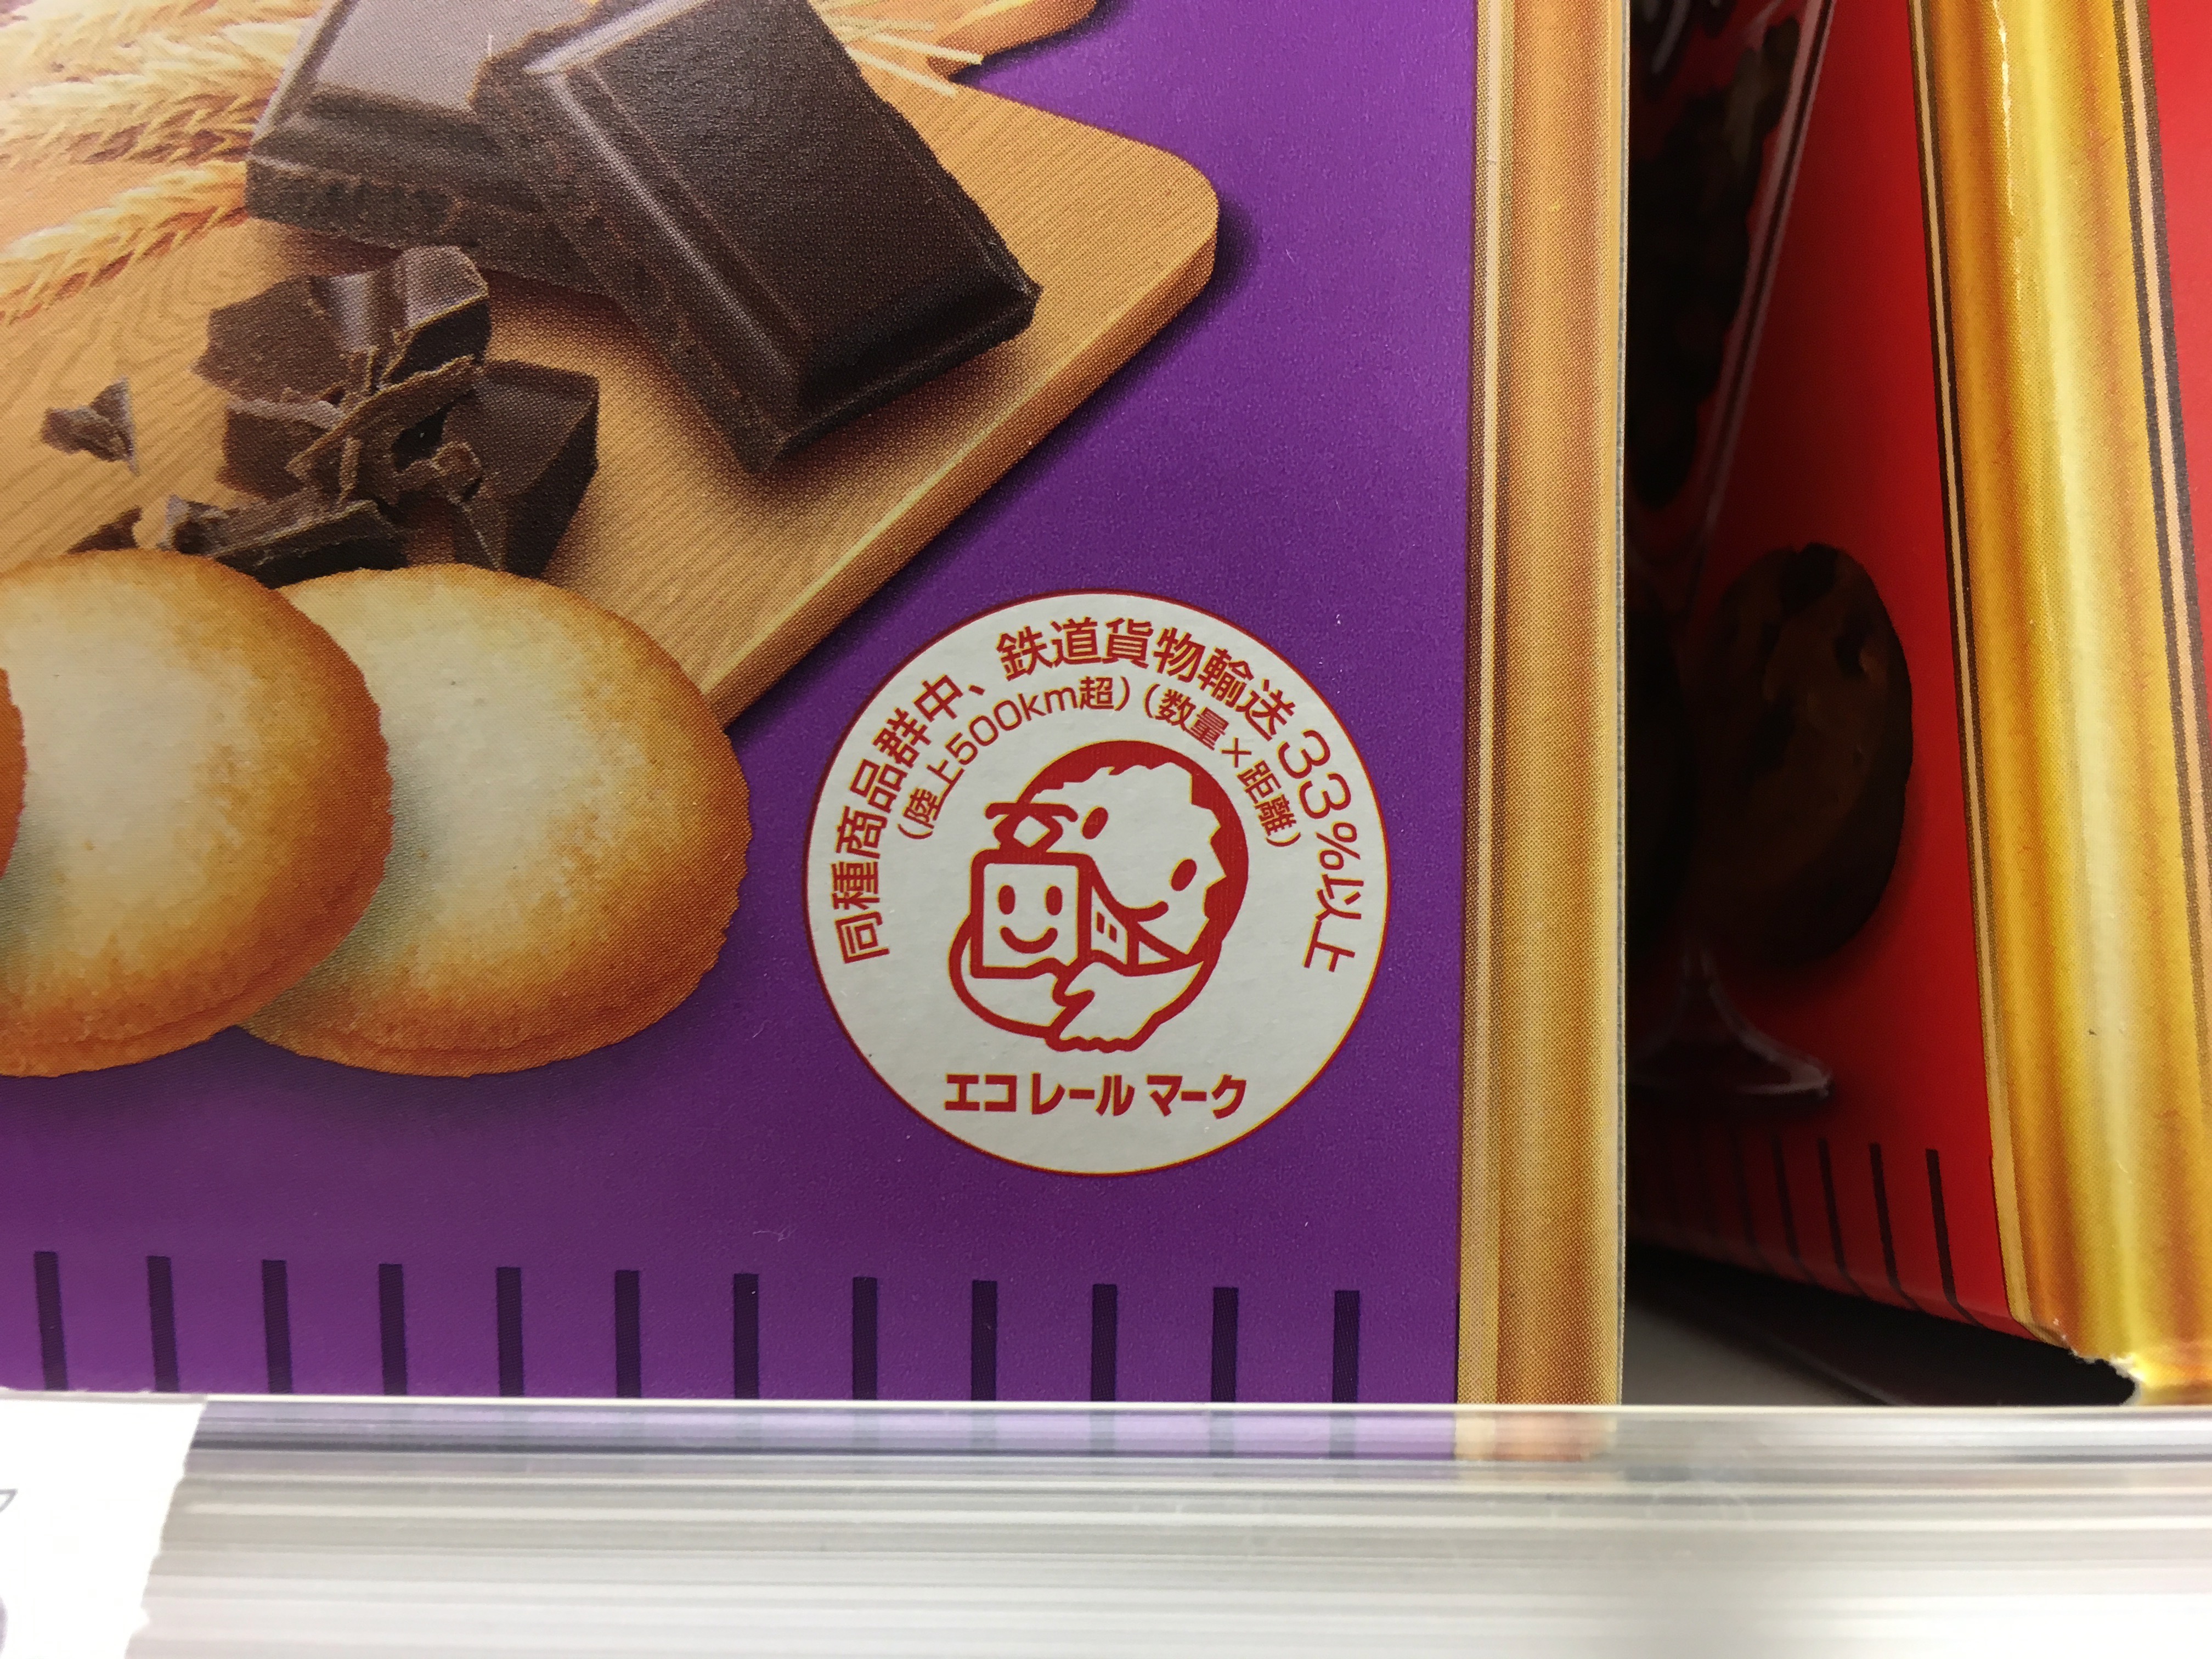 同種商品群中、鉄道貨物輸送33%以上
(陸上500km超)(数量×距離)
エコレールマーク